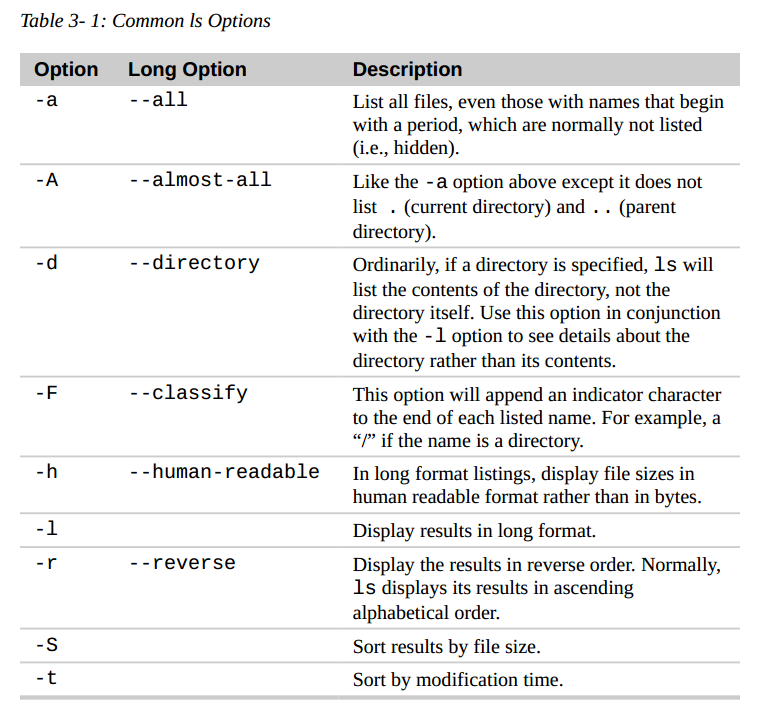 Table 3- 1: Common ls Options
Option Long Option Description
-a --all List all files, even those with names that begin
with a period, which are normally not listed
(i.e., hidden).
-A --almost-all Like the -a option above except it does not
list . (current directory) and .. (parent
directory).
-d --directory Ordinarily, if a directory is specified, ls will
list the contents of the directory, not the
directory itself. Use this option in conjunction
with the -l option to see details about the
directory rather than its contents.
-F --classify This option will append an indicator character
to the end of each listed name. For example, a
“/” if the name is a directory.
-h --human-readable In long format listings, display file sizes in
human readable format rather than in bytes.
-l Display results in long format.
-r --reverse Display the results in reverse order. Normally,
ls displays its results in ascending
alphabetical order.
-S Sort results by file size.
-t Sort by modification time.